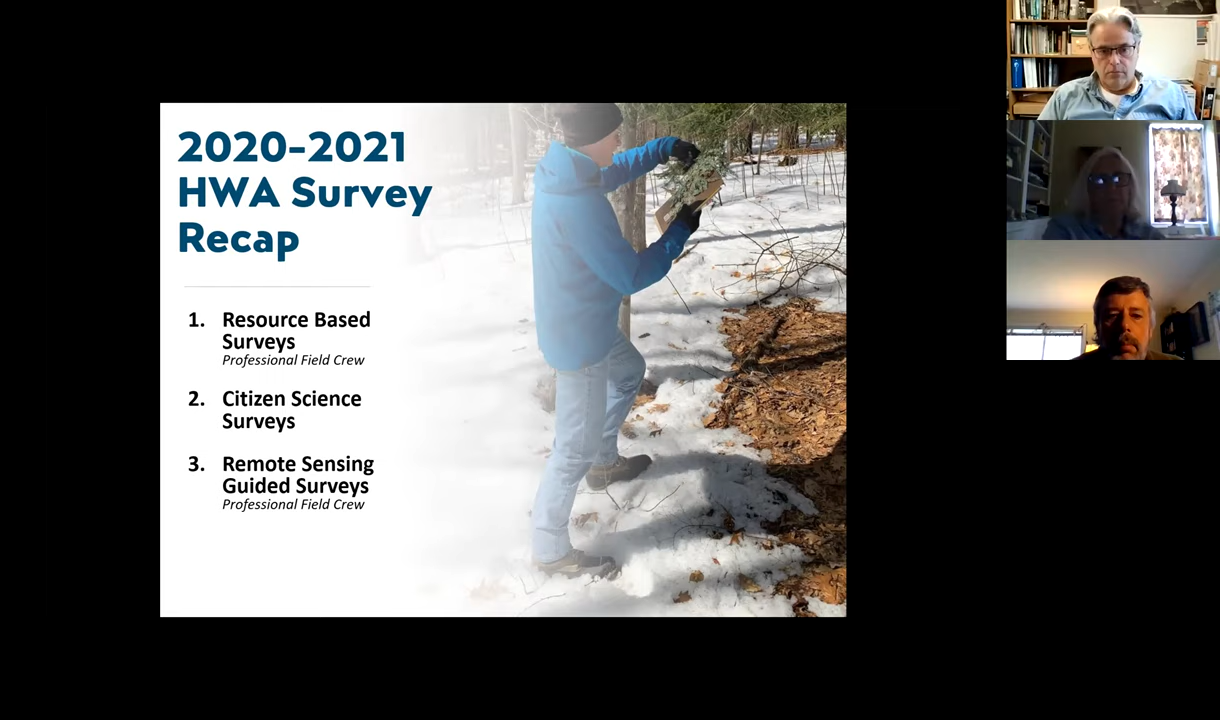 2020-2021
HWA Survey
Recap
1. Resource Based
Surveys
Professional Field Crew
2. Citizen Science
Surveys
3. Remote Sensing
Guided Surveys
Professional Field Crew